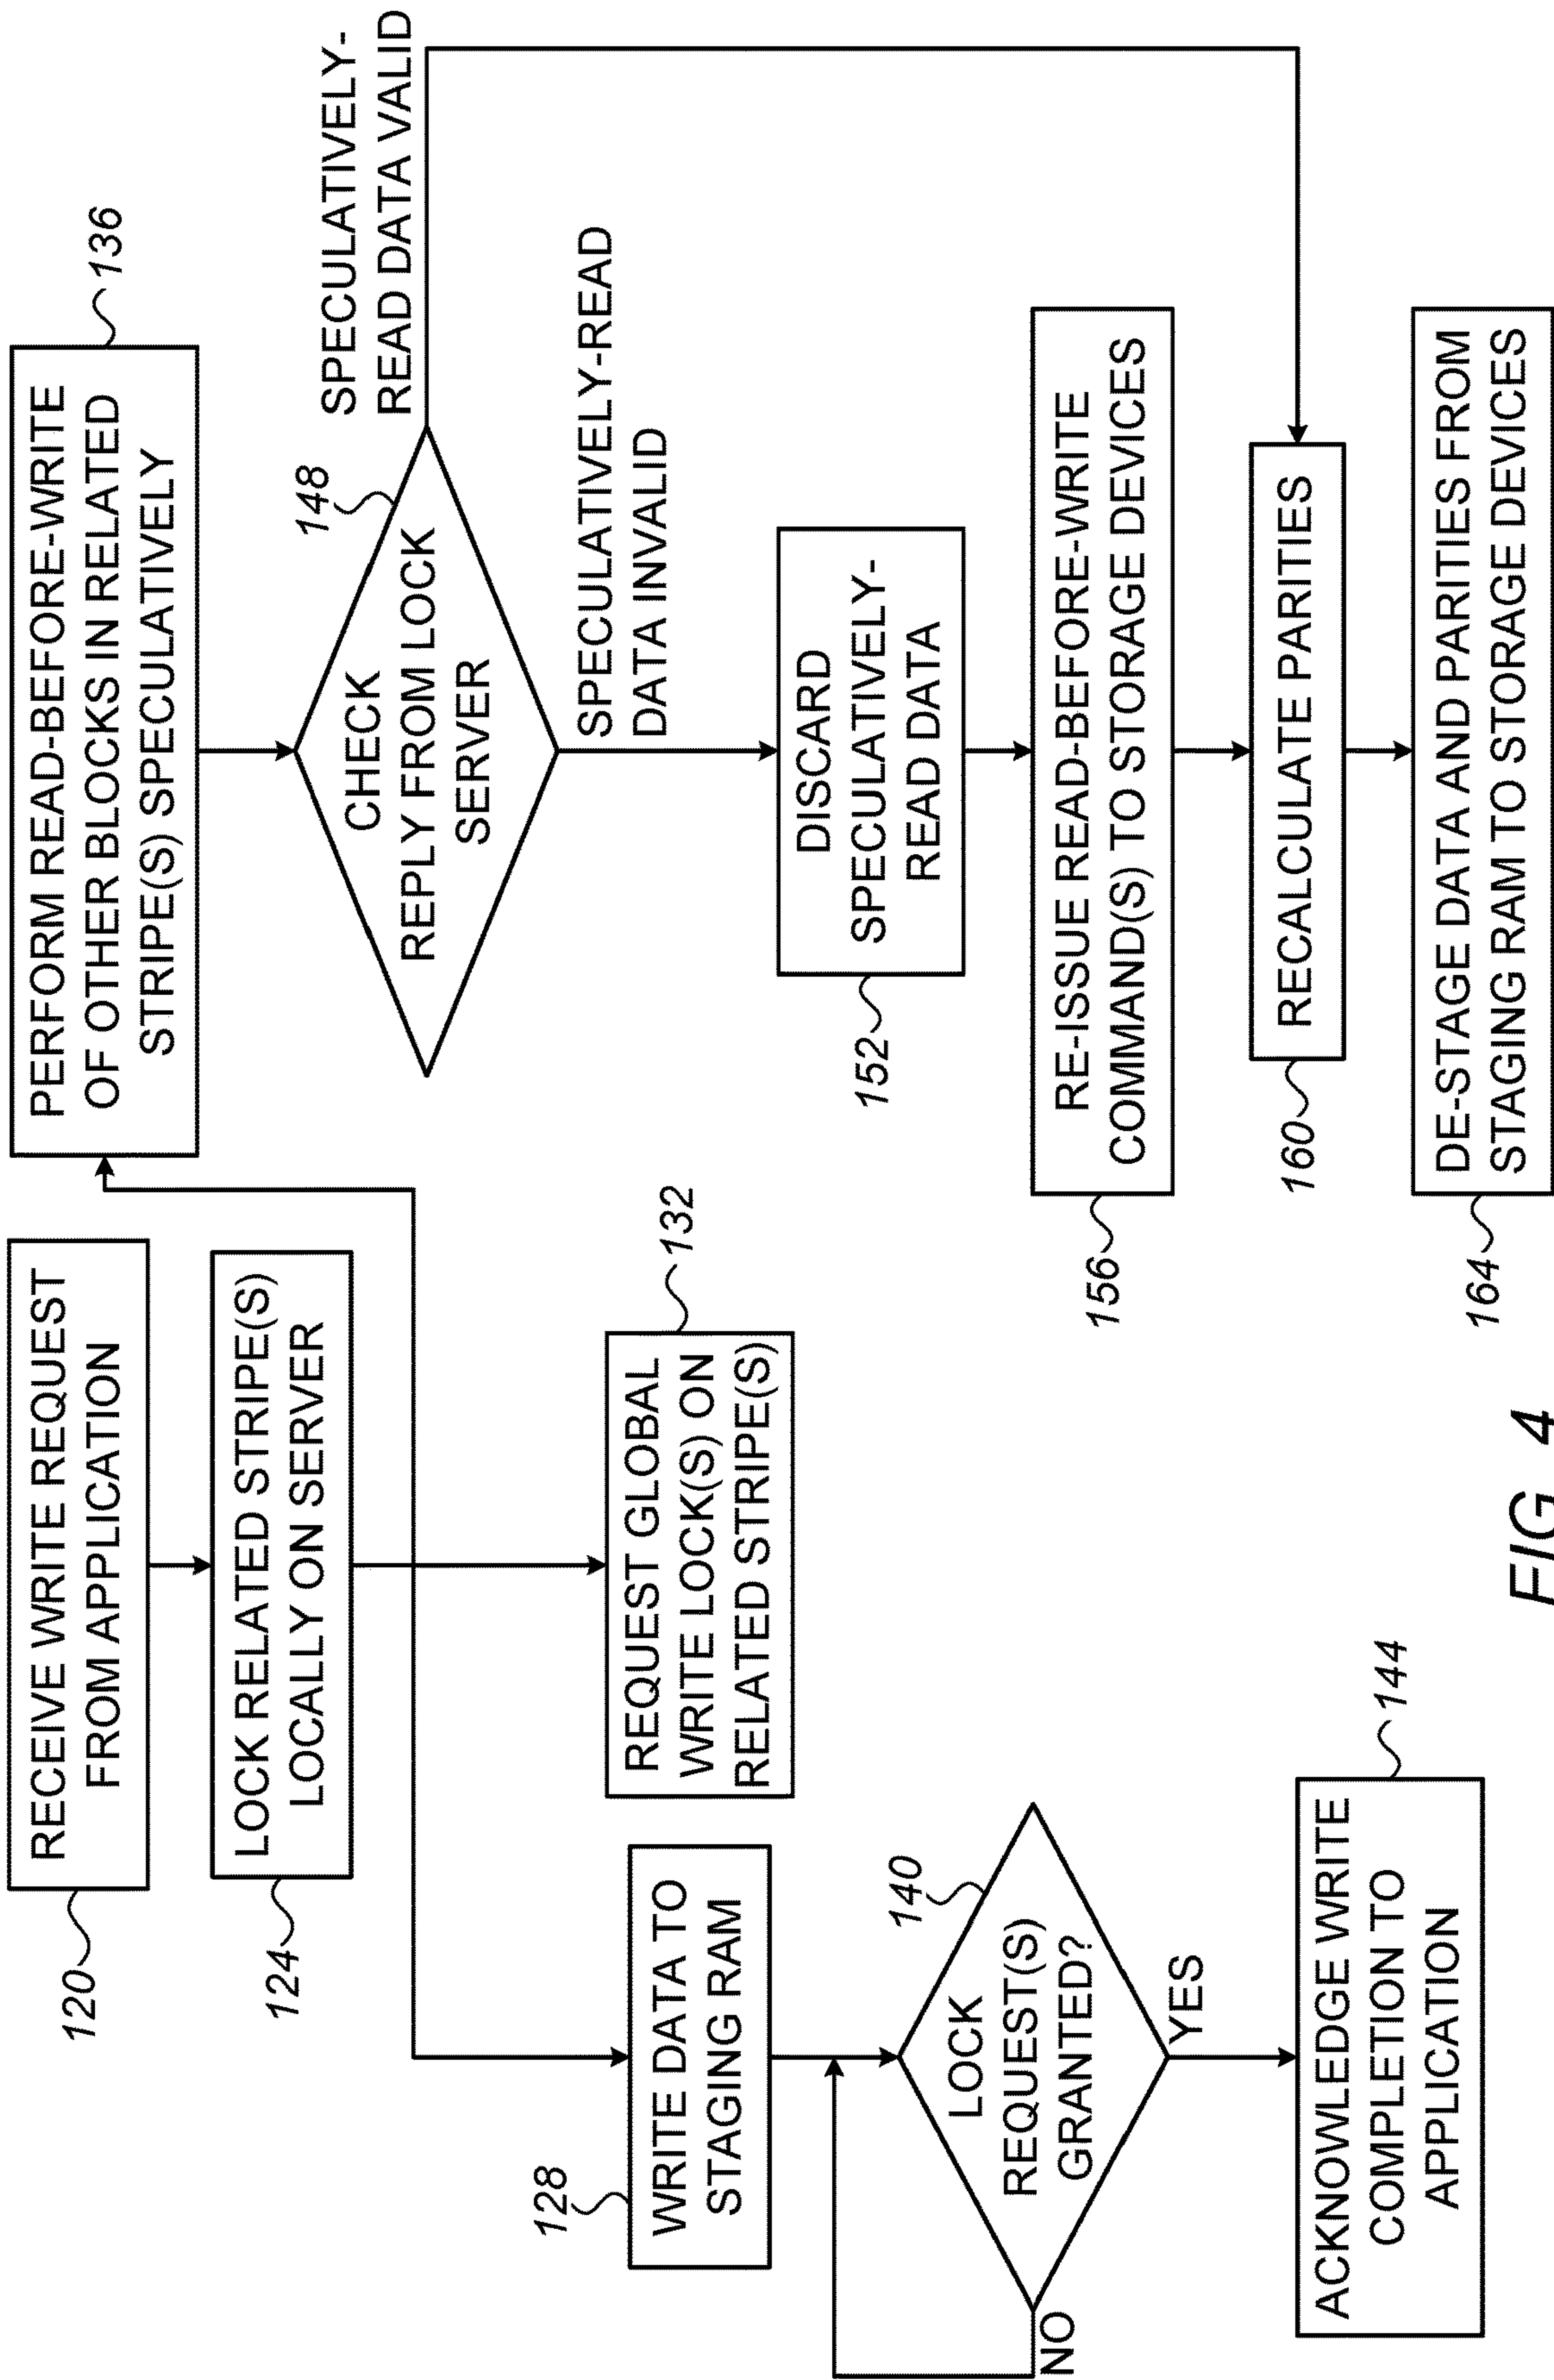 120
RECEIVE WRITE REQUEST
FROM APPLICATION
124
LOCK RELATED STRIPE(S)
LOCALLY ON SERVER
128
WRITE DATA TO
STAGING RAM
140
LOCK
REQUEST(S)
GRANTED?
NO
YES
ACKNOWLEDGE WRITE
COMPLETION TO
APPLICATION
144
REQUEST GLOBAL
WRITE LOCK(S) ON
RELATED STRIPE(S)
132
PERFORM READ-BEFORE-WRITE
OF OTHER BLOCKS IN RELATED
STRIPE(S) SPECULATIVELY
136
148
CHECK
REPLY FROM LOCK
SERVER
SPECULATIVELY-
READ DATA VALID
SPECULATIVELY-READ
DATA INVALID
DISCARD
SPECULATIVELY-
READ DATA
152
RE-ISSUE READ-BEFORE-WRITE
COMMAND(S) TO STORAGE DEVICES
156
RECALCULATE PARITIES
160
DE-STAGE DATA AND PARITIES FROM
STAGING RAM TO STORAGE DEVICES
164
FIG. 4